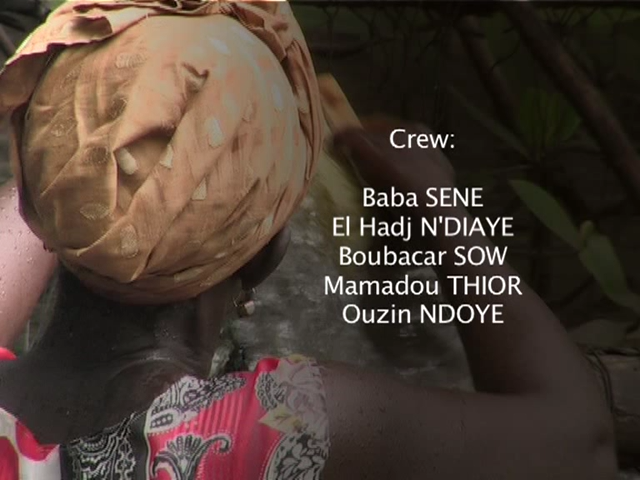 Crew:
Baba SENE
El Hadj N'DIAYE
Boubacar SOW
Mamadou THIOR
Ouzin NDOYE